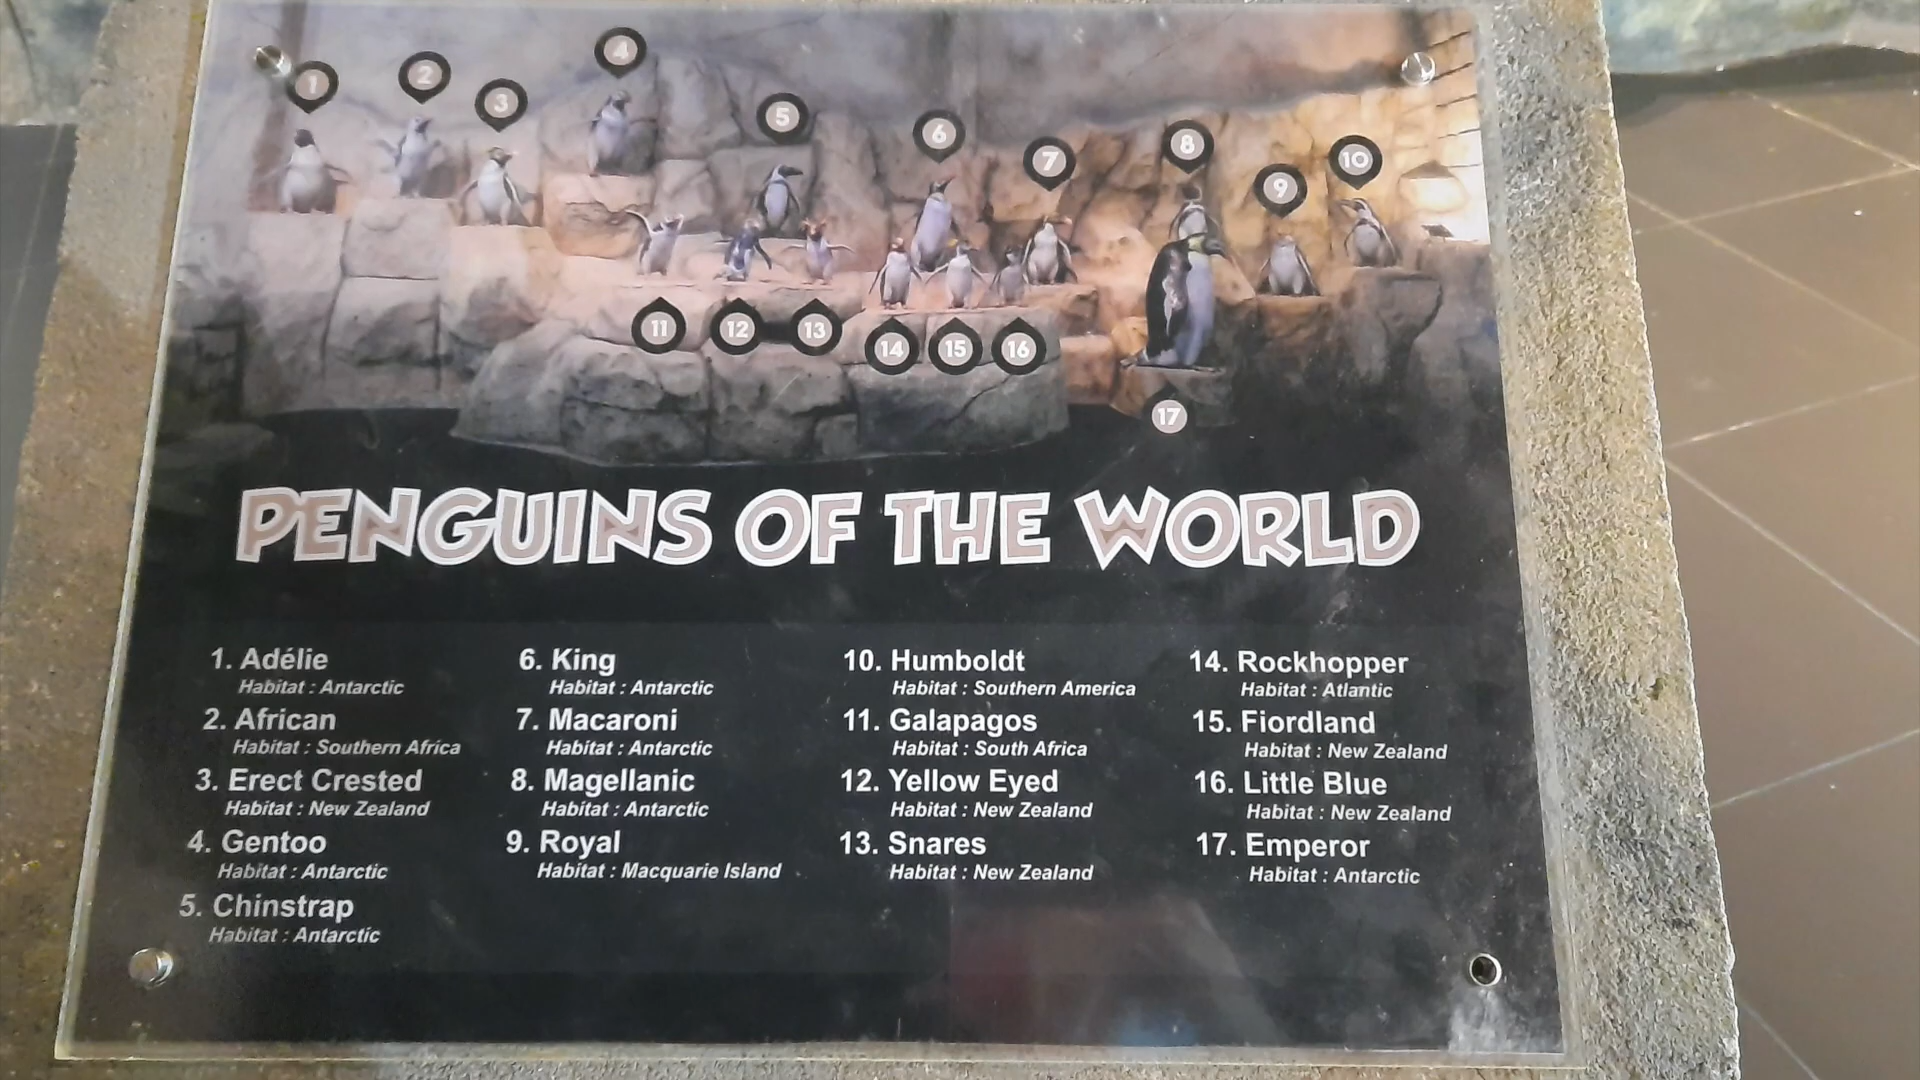 1
2
3
4
5
6
7
8
9
10
11
12
13
14
15
16
17
PENGUINS OF THE WORLD
1. Adélie
Habitat : Antarctic
2. African
Habitat : Southern Africa
3. Erect Crested
Habitat : New Zealand
4. Gentoo
Habitat : Antarctic
5. Chinstrap
Habitat : Antarctic
6. King
Habitat : Antarctic
7. Macaroni
Habitat : Antarctic
8. Magellanic
Habitat : Antarctic
9. Royal
Habitat : Macquarie Island
10. Humboldt
Habitat : Southern America
11. Galapagos
Habitat : South Africa
12. Yellow Eyed
Habitat : New Zealand
13. Snares
Habitat : New Zealand
14. Rockhopper
Habitat : Atlantic
15. Fiordland
Habitat : New Zealand
16. Little Blue
Habitat : New Zealand
17. Emperor
Habitat : Antarctic